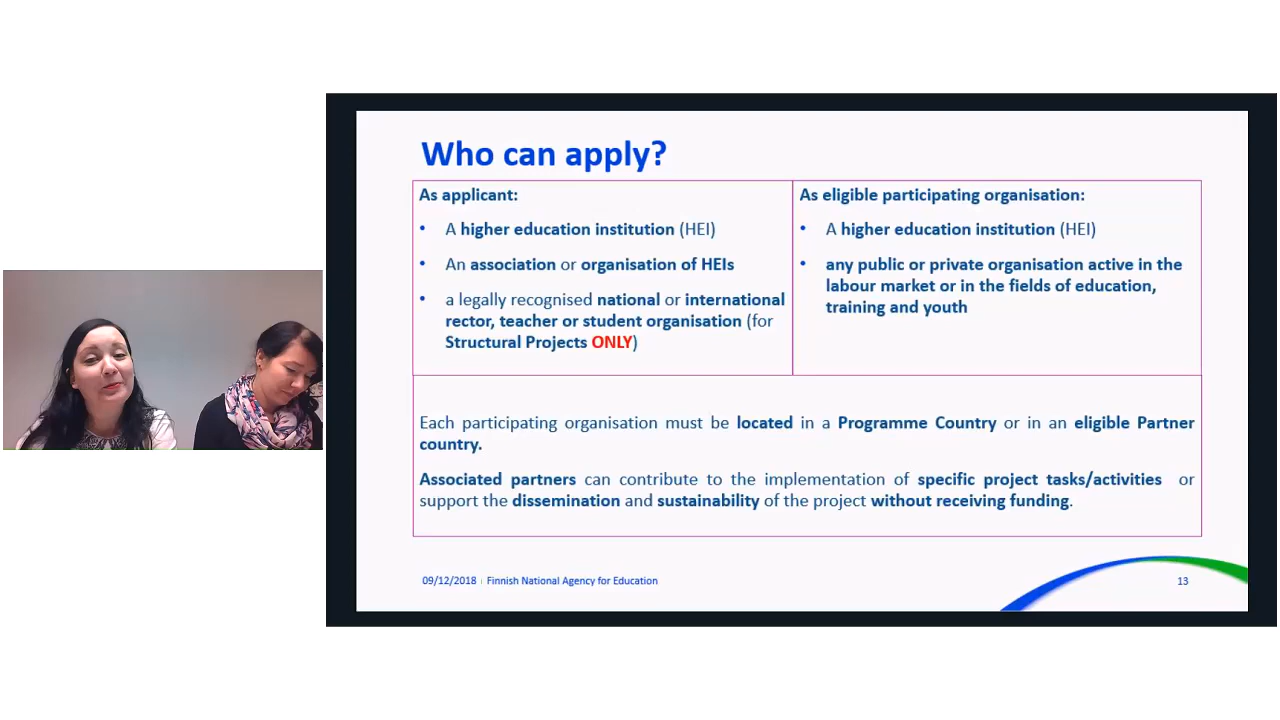 Who can apply?
As applicant:
• A higher education institution (HEI)
• An association or organisation of HEIs
• a legally recognised national or international
rector, teacher or student organisation (for
Structural Projects ONLY)
As eligible participating organisation:
• A higher education institution (HEI)
• any public or private organisation active in the
labour market or in the fields of education,
training and youth
Each participating organisation must be located in a Programme Country or in an eligible Partner
country.
Associated partners can contribute to the implementation of specific project tasks/activities or
support the dissemination and sustainability of the project without receiving funding.
09/12/2018 | Finnish National Agency for Education
13